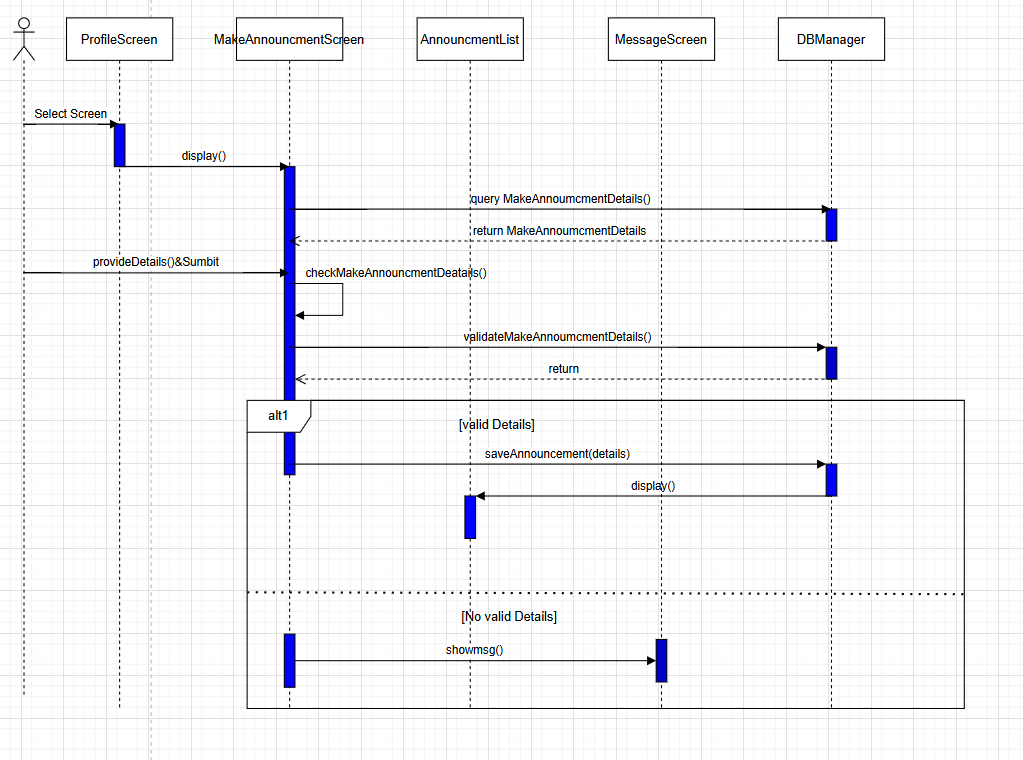 ProfileScreen
MakeAnnouncmentScreen
AnnouncmentList
MessageScreen
DBManager
Select Screen
display()
query MakeAnnoumcmentDetails()
return MakeAnnoumcmentDetails
provideDetails()&Sumbit
checkMakeAnnouncmentDeatails()
validateMakeAnnoumcmentDetails()
return
alt1
[valid Details]
saveAnnouncement(details)
display()
[No valid Details]
showmsg()